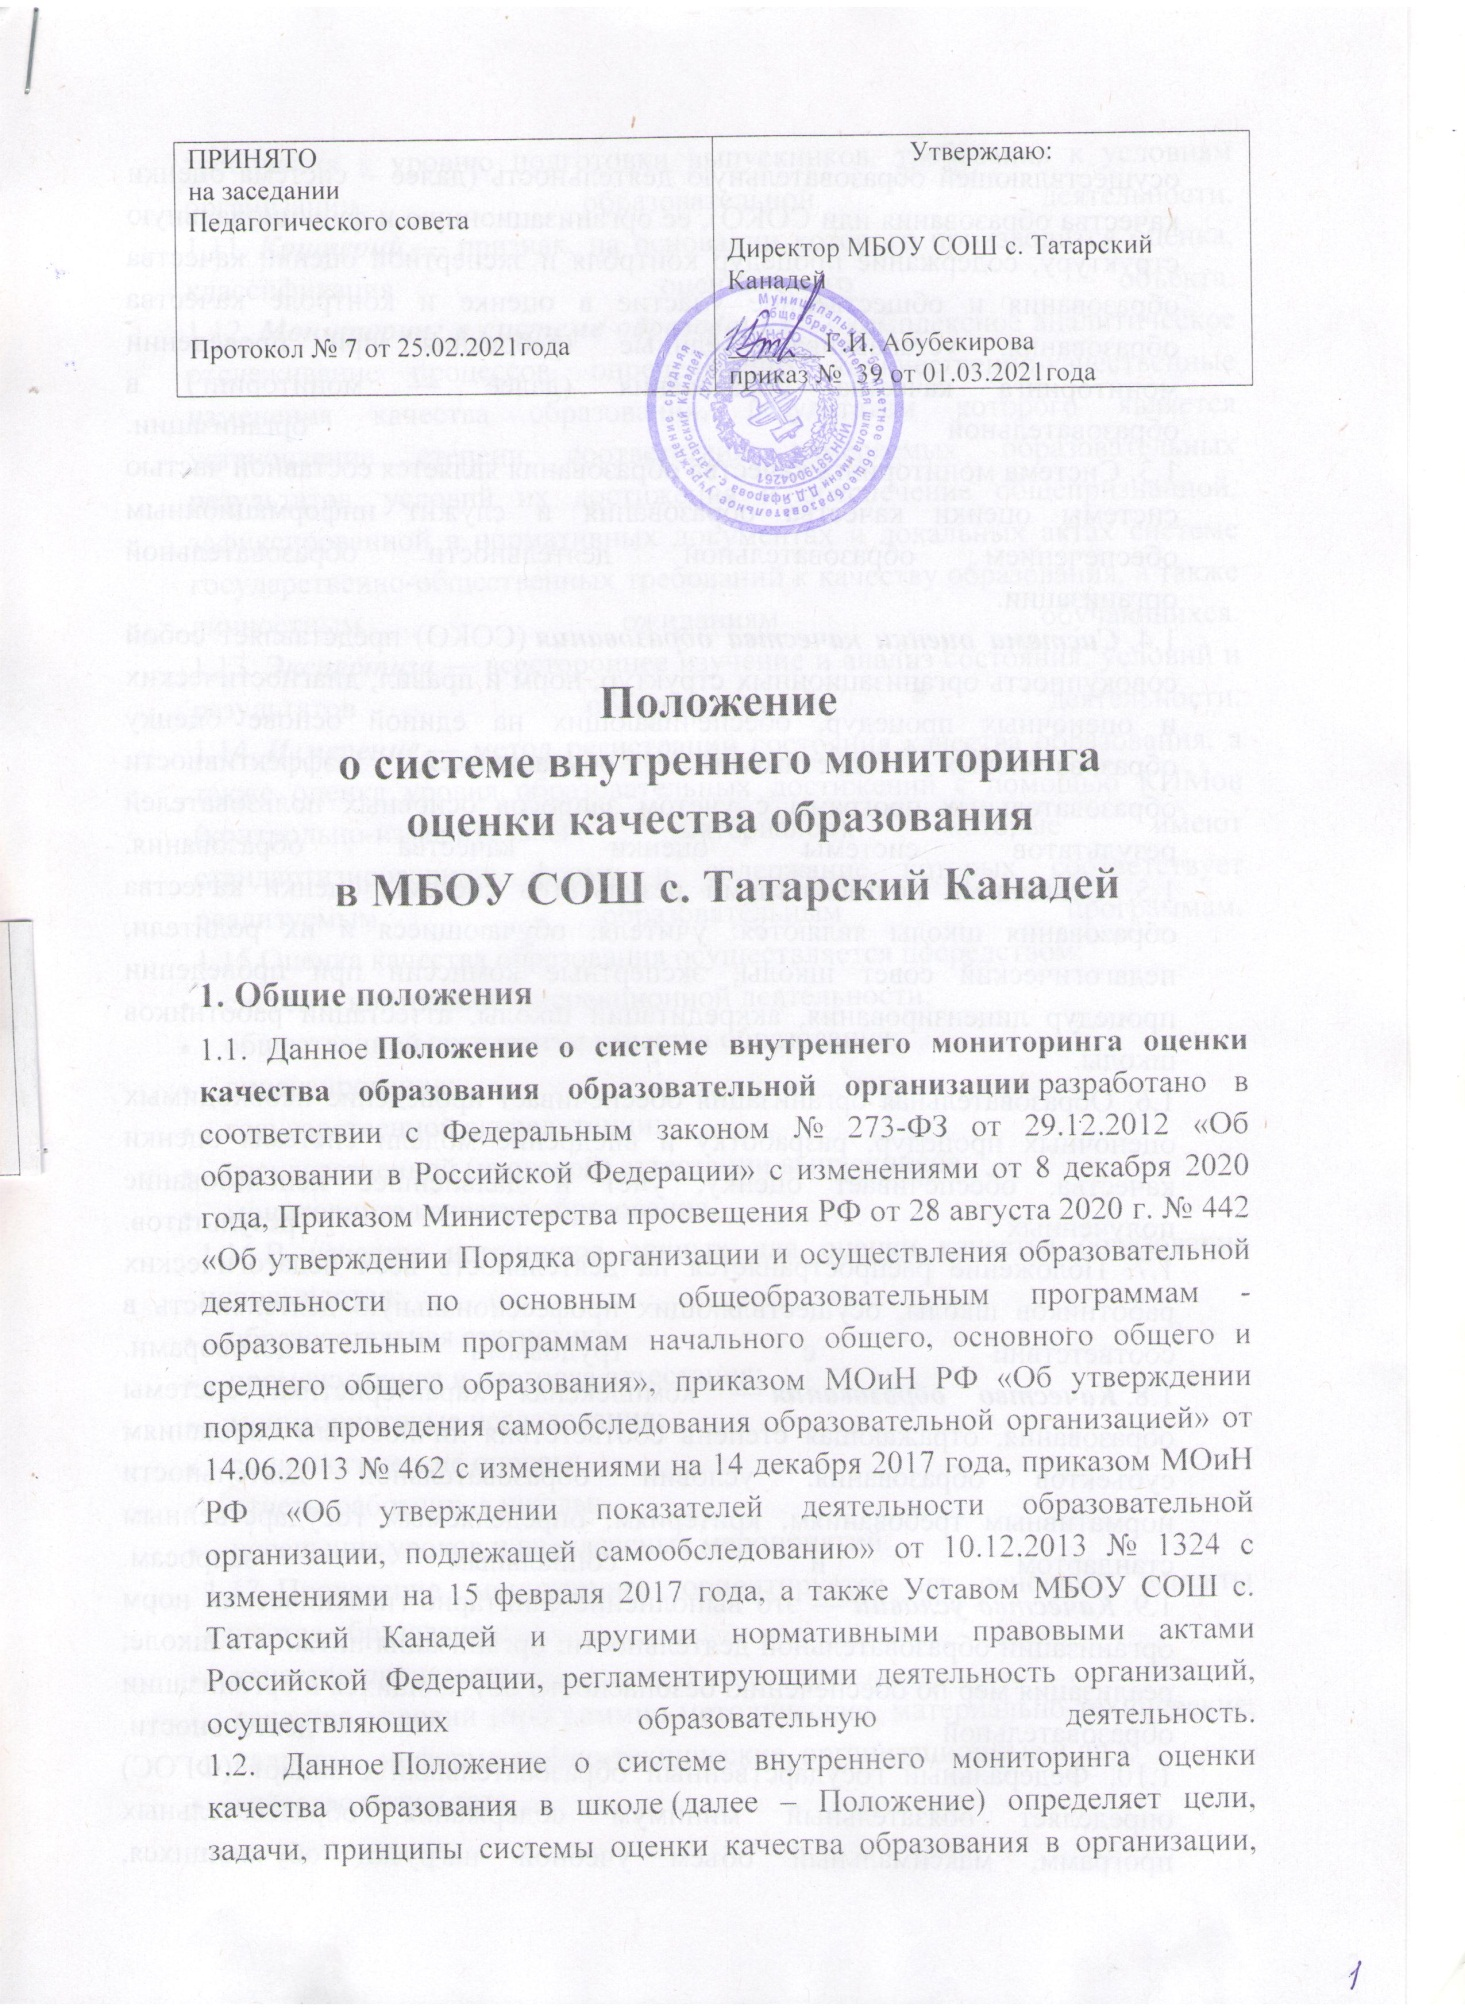 ПРИНЯТО
на заседании
Педагогического совета
Протокол № 7 от 25.02.2021года
Утверждаю:
Директор МБОУ СОШ с. Татарский
Канадей
Г.И. Абубекирова
приказ № 39 от 01.03.2021года
Положение
о системе внутреннего мониторинга
оценки качества образования
в МБОУ СОШ с. Татарский Канадей
1. Общие положения
1.1. Данное Положение о системе внутреннего мониторинга оценки
качества образования образовательной организации разработано в
соответствии с Федеральным законом № 273-ФЗ от 29.12.2012 «Об
образовании в Российской Федерации» с изменениями от 8 декабря 2020
года, Приказом Министерства просвещения РФ от 28 августа 2020 г. № 442
«Об утверждении Порядка организации и осуществления образовательной
деятельности по основным общеобразовательным программам -
образовательным программам начального общего, основного общего и
среднего общего образования», приказом МОиН РФ «Об утверждении
порядка проведения самообследования образовательной организацией» от
14.06.2013 № 462 с изменениями на 14 декабря 2017 года, приказом МОиН
РФ «Об утверждении показателей деятельности образовательной
организации, подлежащей самообследованию» от 10.12.2013 № 1324 с
изменениями на 15 февраля 2017 года, а также Уставом МБОУ СОШ с.
Татарский Канадей и другими нормативными правовыми актами
Российской Федерации, регламентирующими деятельность организаций,
осуществляющих образовательную деятельность.
1.2. Данное Положение о системе внутреннего мониторинга оценки
качества образования в школе (далее – Положение) определяет цели,
задачи, принципы системы оценки качества образования в организации,
1